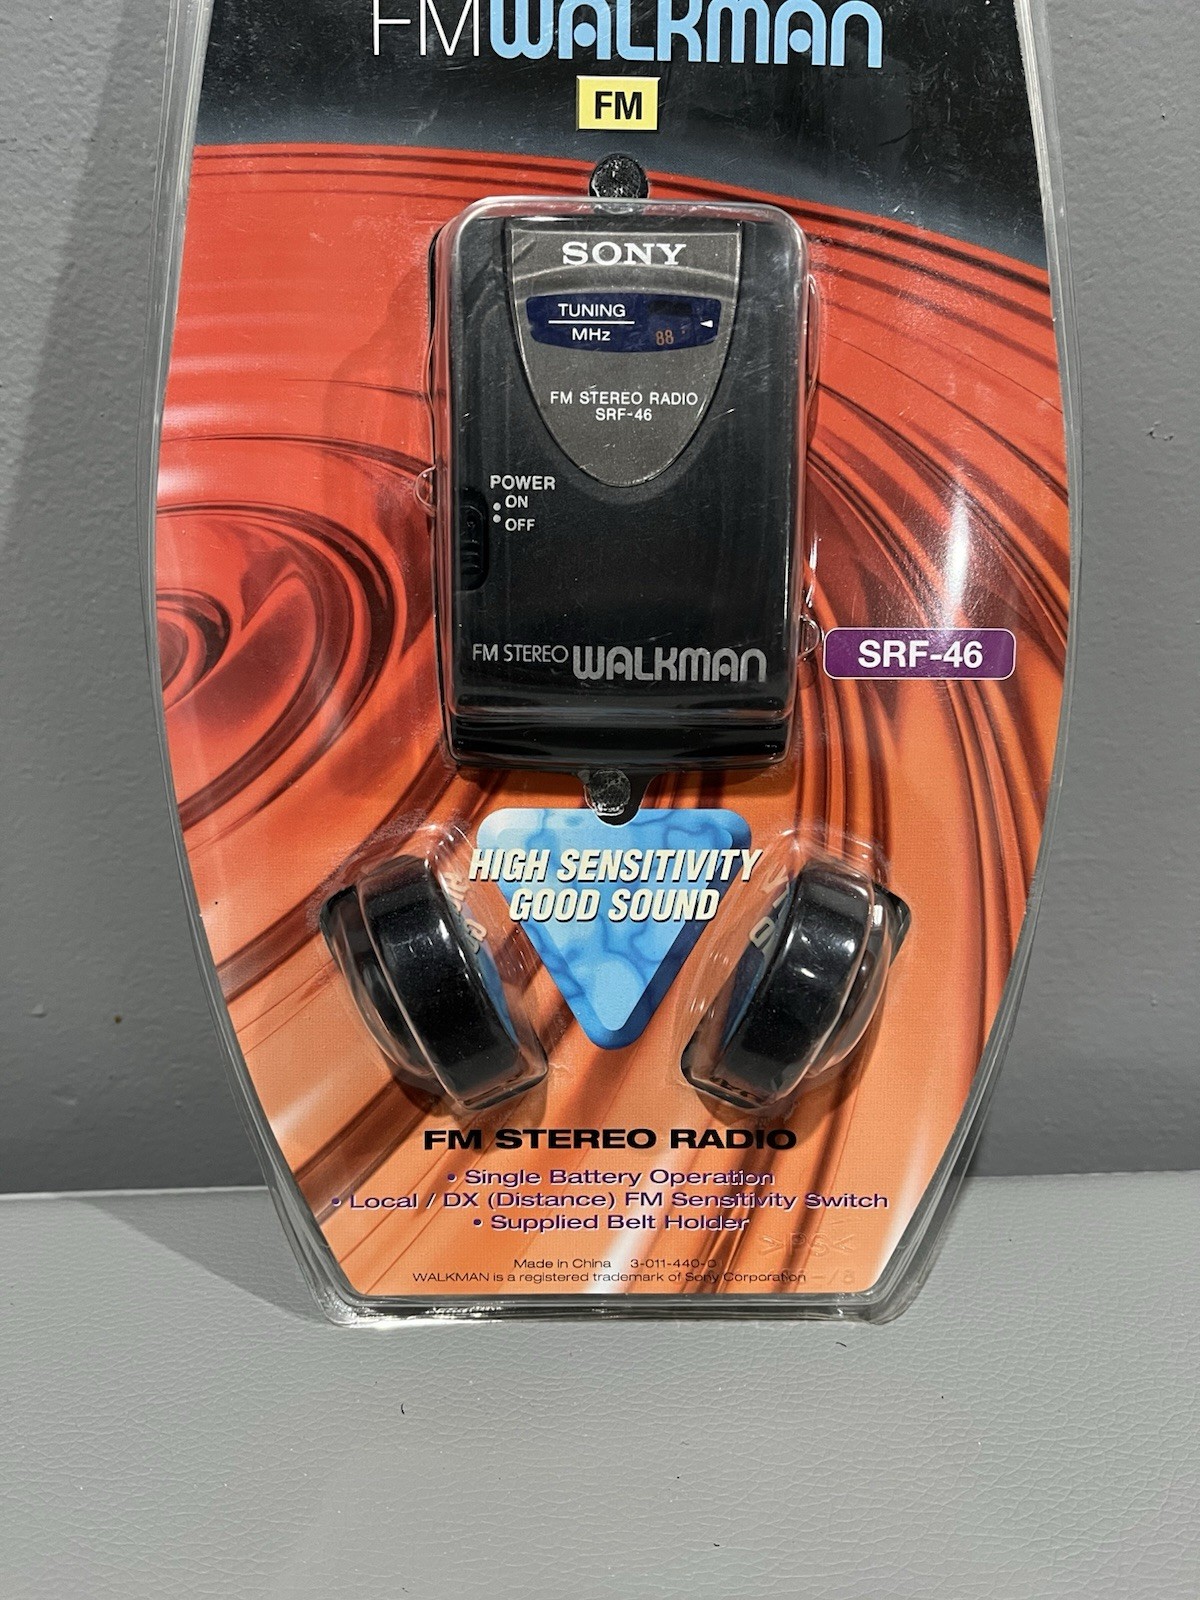 FM WALKMAN
FM
SONY
TUNING
MHz 88
FM STEREO RADIO
SRF-46
POWER
ON
OFF
FM STEREO WALKMAN
SRF-46
HIGH SENSITIVITY
GOOD SOUND
FM STEREO RADIO
• Single Battery Operation
• Local / DX (Distance) FM Sensitivity Switch
• Supplied Belt Holder
>PS<
Made in China 3-011-440-0
WALKMAN is a registered trademark of Sony Corporation